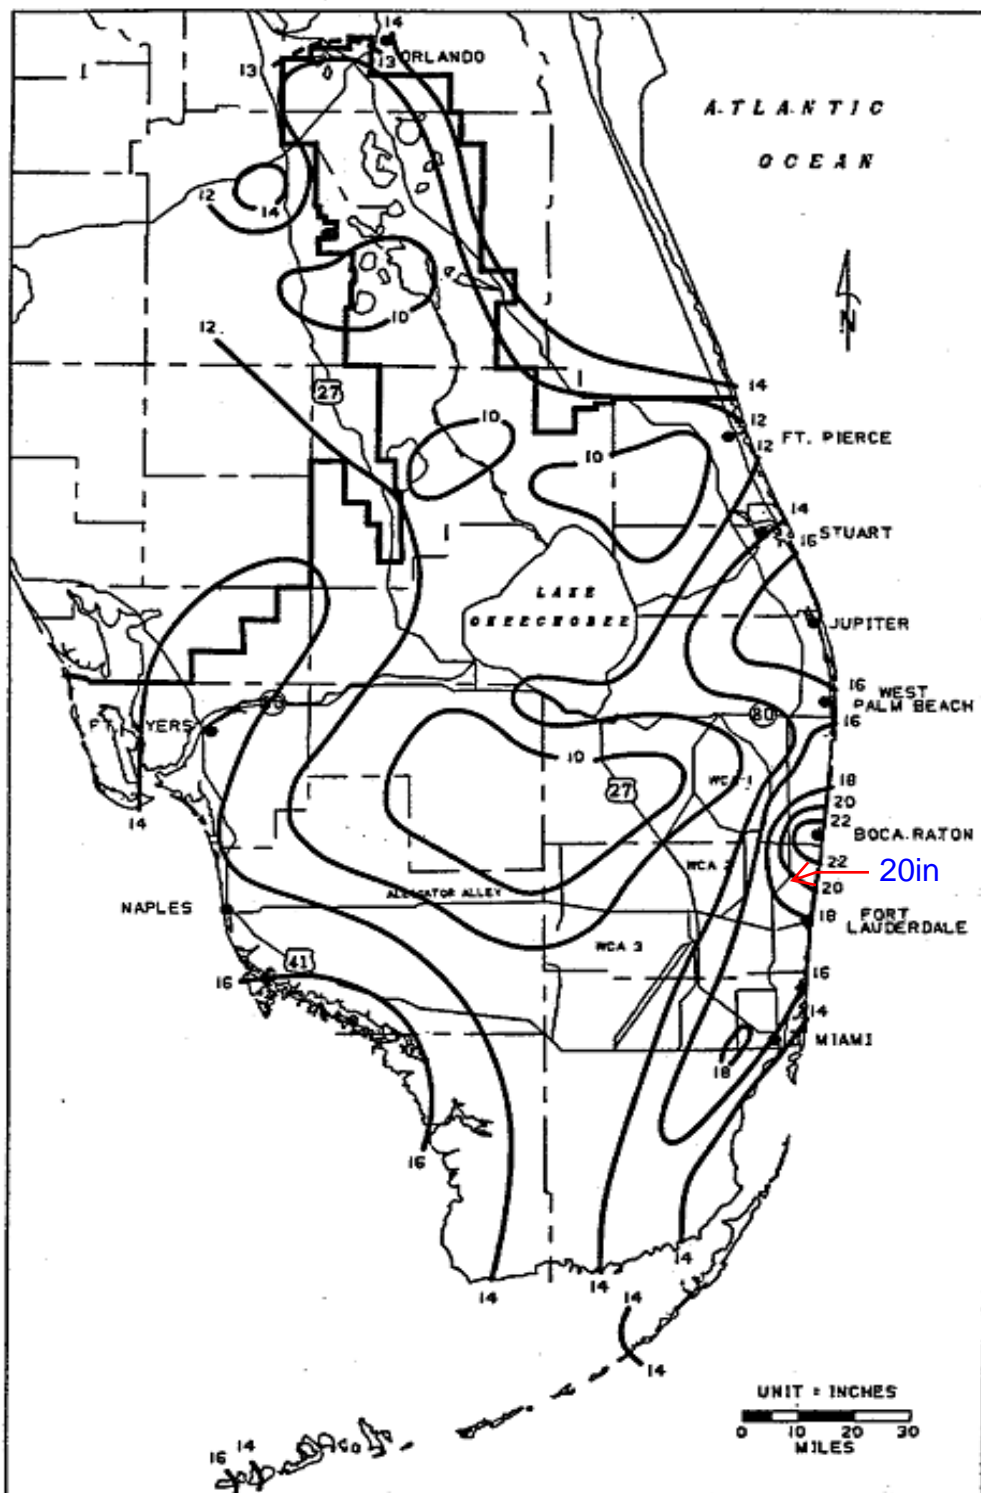 14
ORLANDO
13
13
A-TLANTIC
OCEAN
12
14
N
10
12.
27
14
12
10
FT. PIERCE
12
10
14
STUART
16
LAKE
OKEECHOBEE
JUPITER
16
WEST
PALM BEACH
80
80
16
FT. MYERS
10
WCA 1
27
18
20
22
BOCA RATON
14
WCA 2
22
20in
20
ALLIGATOR ALLEY
NAPLES
18
FORT
LAUDERDALE
WCA 3
41
16
16
14
MIAMI
18
16
14
14
14
14
14
UNIT = INCHES
0 10 20 30
MILES
14
16